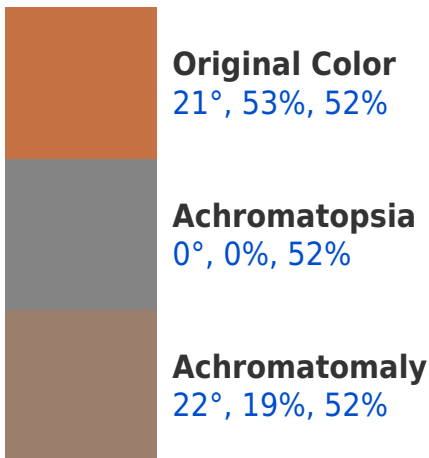 Original Color
21°, 53%, 52%
Achromatopsia
0°, 0%, 52%
Achromatomaly
22°, 19%, 52%